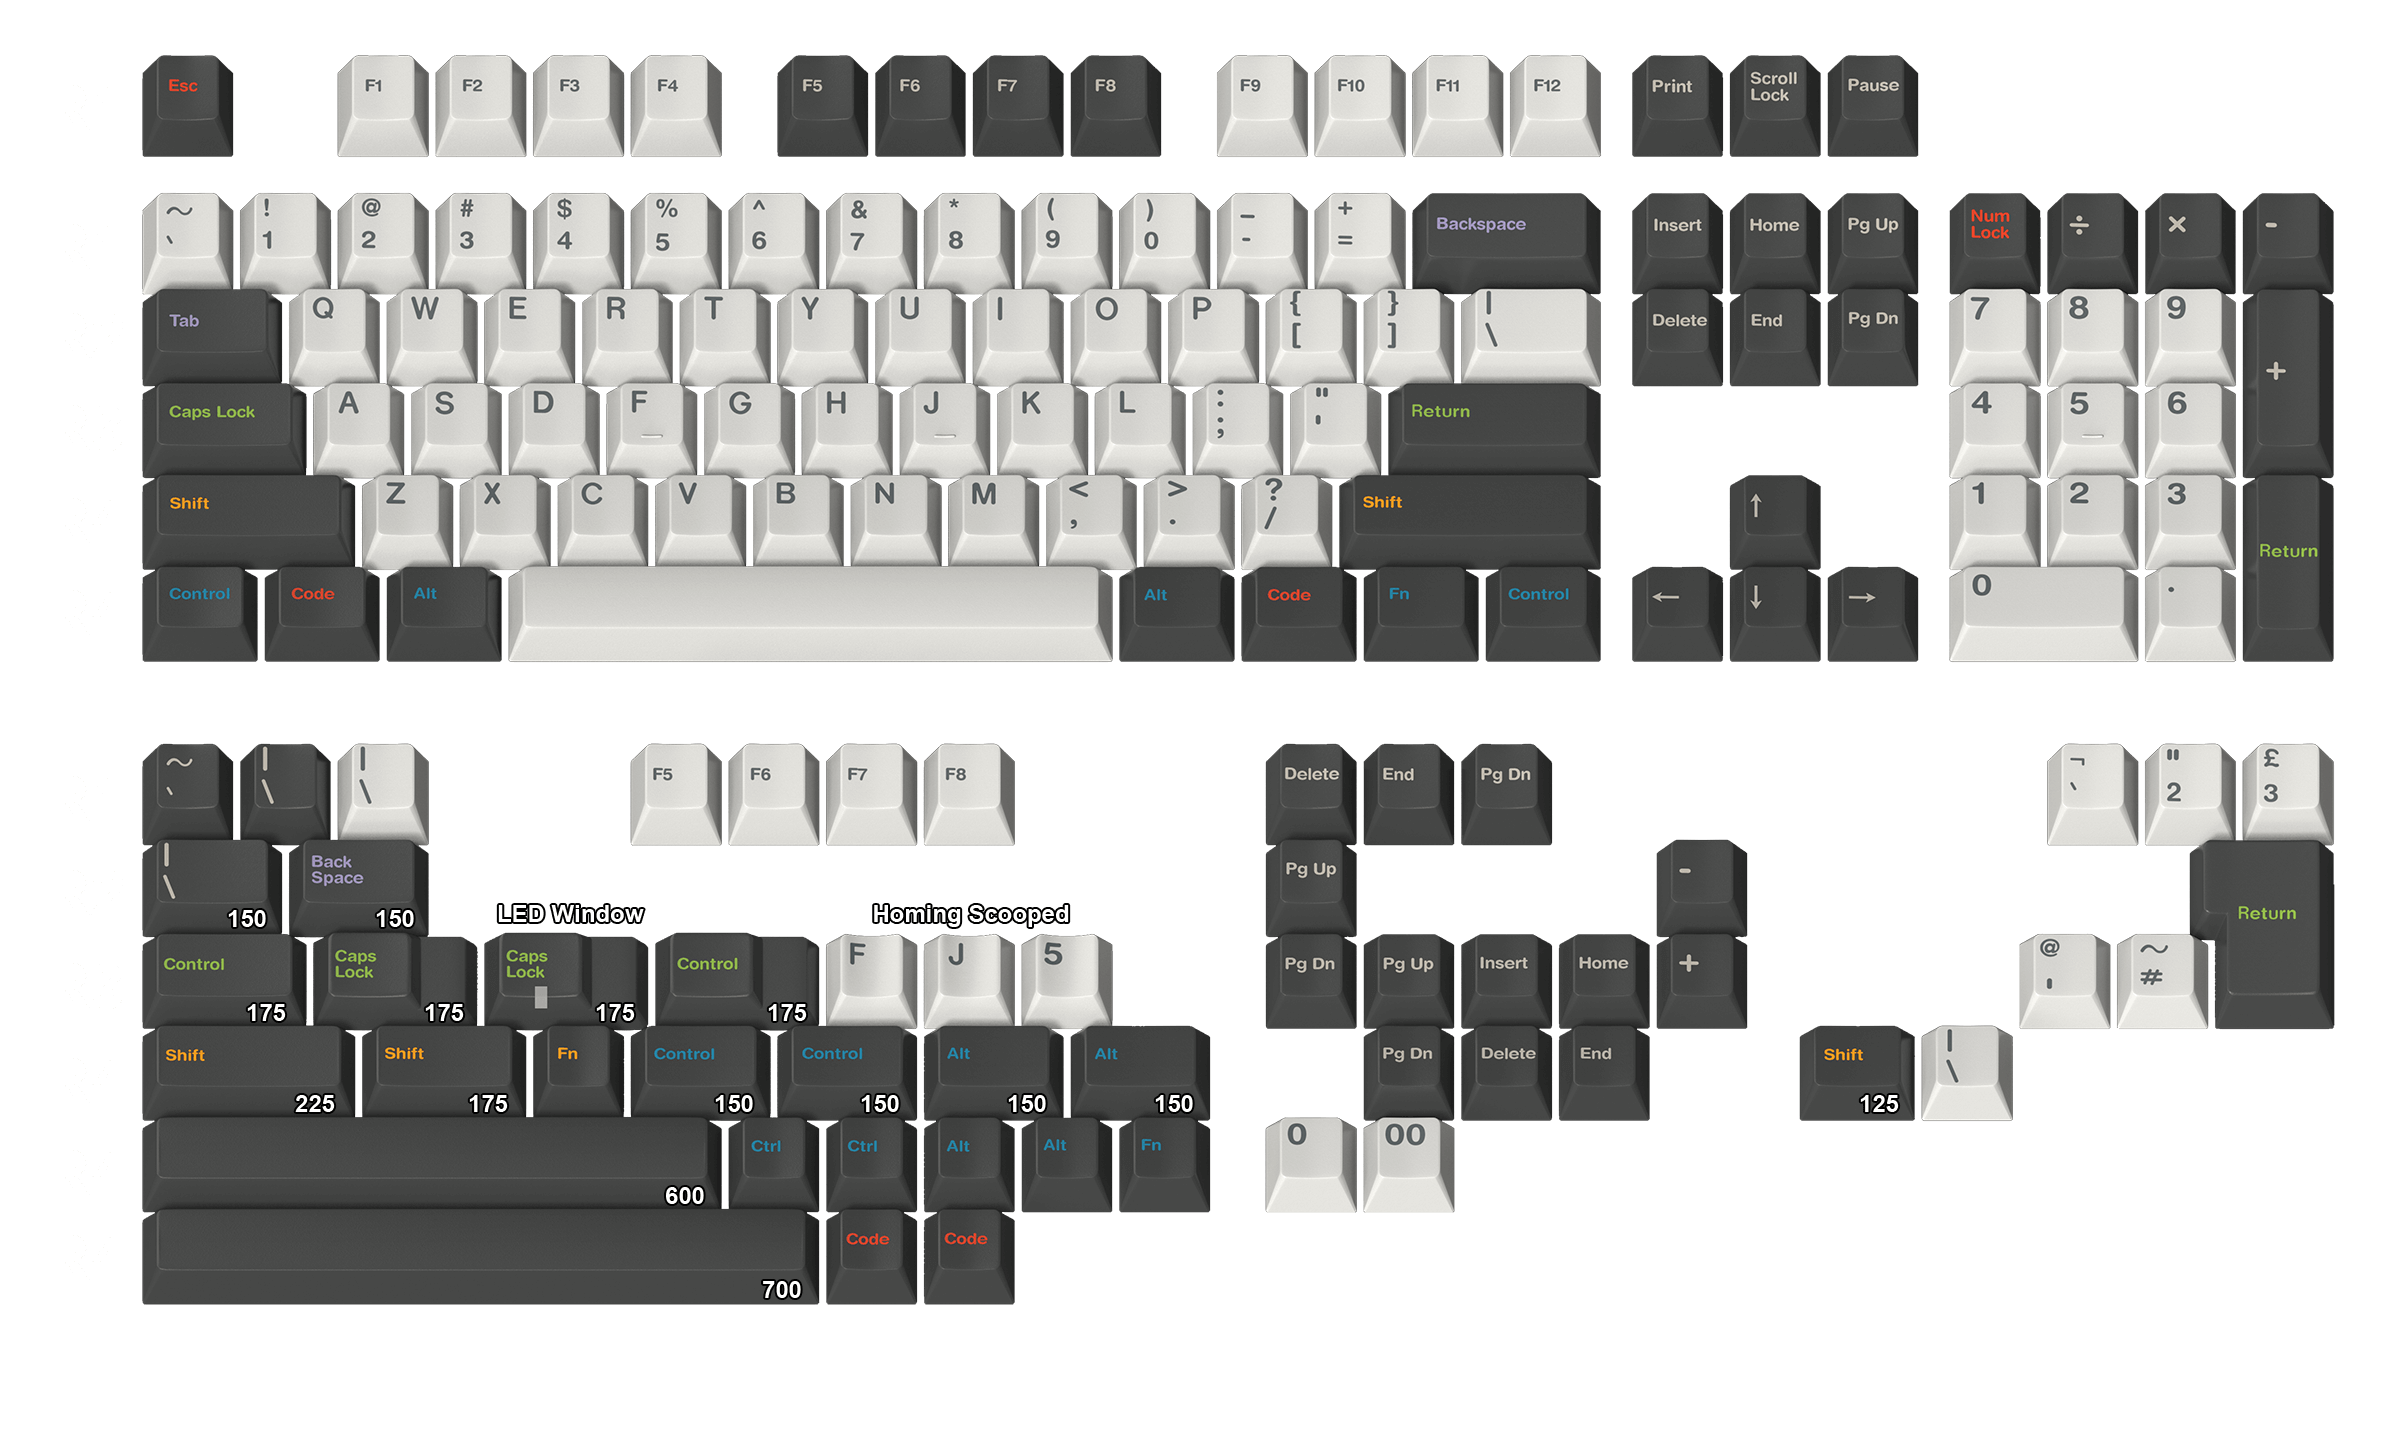 Esc F1 F2 F3 F4 F5 F6 F7 F8 F9 F10 F11 F12 Print Scroll Lock Pause
~ ! @ # $ % ^ & * ( ) _ +
` 1 2 3 4 5 6 7 8 9 0 - = Backspace Insert Home Pg Up Num Lock ÷ × -
Tab Q W E R T Y U I O P { } |
[ ] \ Delete End Pg Dn 7 8 9 +
Caps Lock A S D F G H J K L : " Return 4 5 6
; '
Shift Z X C V B N M < > ? Shift ↑ 1 2 3 Return
, . /
Control Code Alt Alt Code Fn Control ← ↓ → 0 .
~ | | F5 F6 F7 F8 Delete End Pg Dn ¬ " £
` \ \ ` 2 3
| Back Space Pg Up - Return
\ 150 150
LED Window Homing Scooped
Control Caps Lock Caps Lock Control F J 5 Pg Dn Pg Up Insert Home + @ ~
175 175 175 175 ' #
Shift Shift Fn Control Control Alt Alt Pg Dn Delete End Shift |
225 175 150 150 150 150 125 \
600 Ctrl Ctrl Alt Alt Fn 0 00
700 Code Code